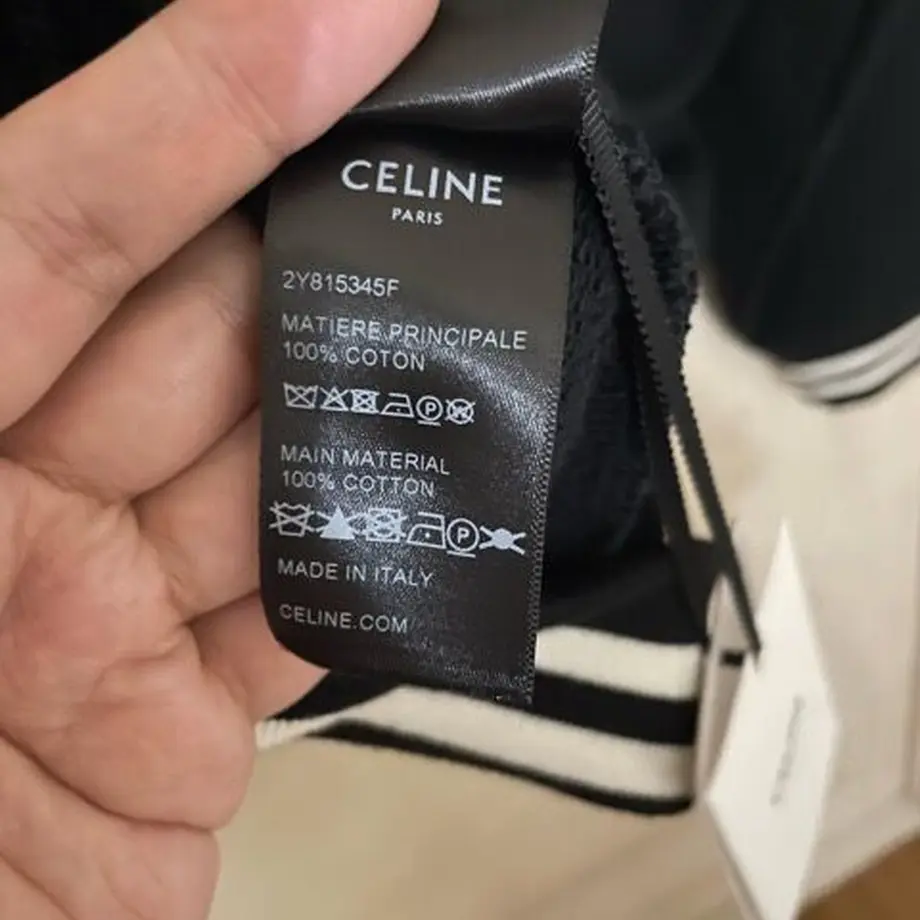 CELINE
PARIS
2Y815345F
MATIERE PRINCIPALE
100% COTON
MAIN MATERIAL
100% COTTON
MADE IN ITALY
CELINE.COM